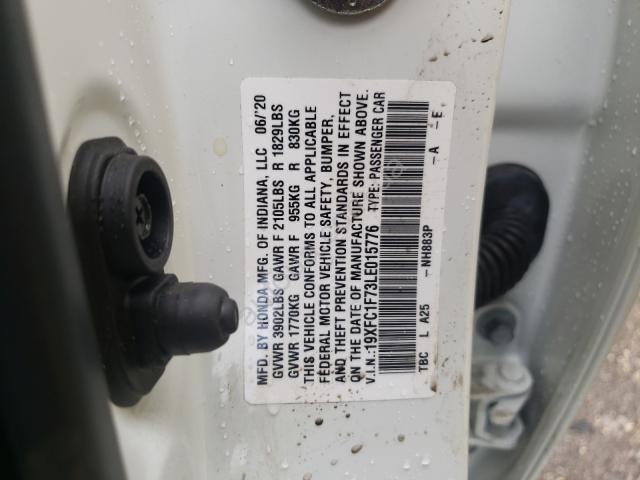 MFD. BY HONDA MFG. OF INDIANA, LLC 06/'20
GVWR 3902LBS GAWR F 2105LBS R 1829LBS
GVWR 1770KG GAWR F 955KG R 830KG
THIS VEHICLE CONFORMS TO ALL APPLICABLE
FEDERAL MOTOR VEHICLE SAFETY, BUMPER,
AND THEFT PREVENTION STANDARDS IN EFFECT
ON THE DATE OF MANUFACTURE SHOWN ABOVE.
V.I.N.:19XFC1F73LE015776 TYPE: PASSENGER CAR
TBC L A25 -NH883P -A -E